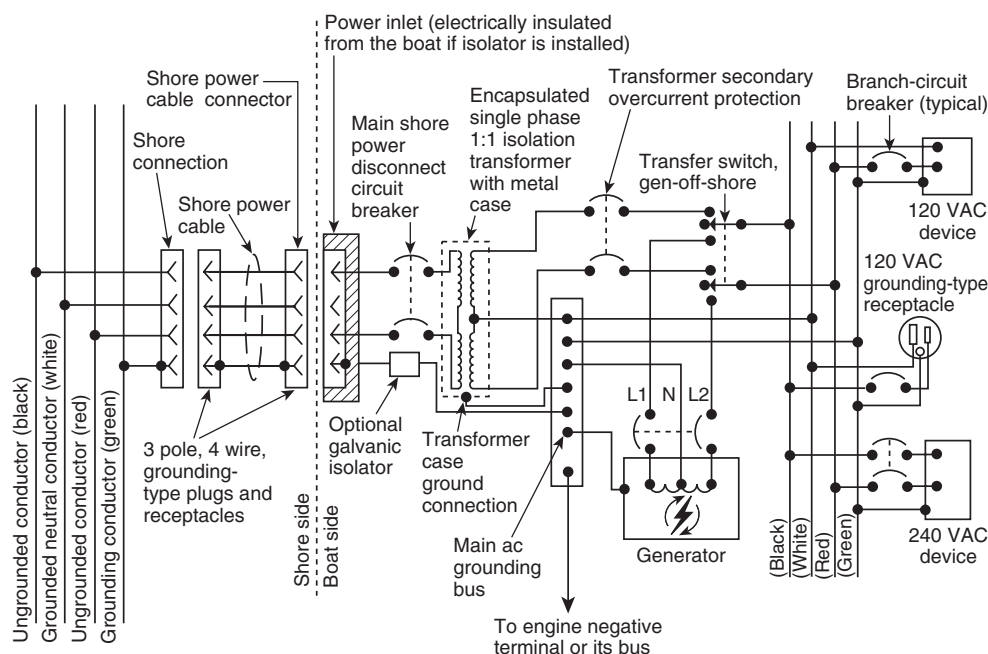 Power inlet (electrically insulated
from the boat if isolator is installed)
Shore power
cable connector
Shore
connection
Shore power
cable
Main shore
power
disconnect
circuit
breaker
Encapsulated
single phase
1:1 isolation
transformer
with metal
case
Transformer secondary
overcurrent protection
Transfer switch,
gen-off-shore
Branch-circuit
breaker (typical)
120 VAC
device
120 VAC
grounding-type
receptacle
240 VAC
device
L1 N L2
Generator
Optional
galvanic
isolator
Transformer
case
ground
connection
Main ac
grounding
bus
To engine negative
terminal or its bus
3 pole, 4 wire,
grounding-
type plugs and
receptacles
Shore side
Boat side
Ungrounded conductor (black)
Grounded neutral conductor (white)
Ungrounded conductor (red)
Grounding conductor (green)
(Black)
(White)
(Red)
(Green)